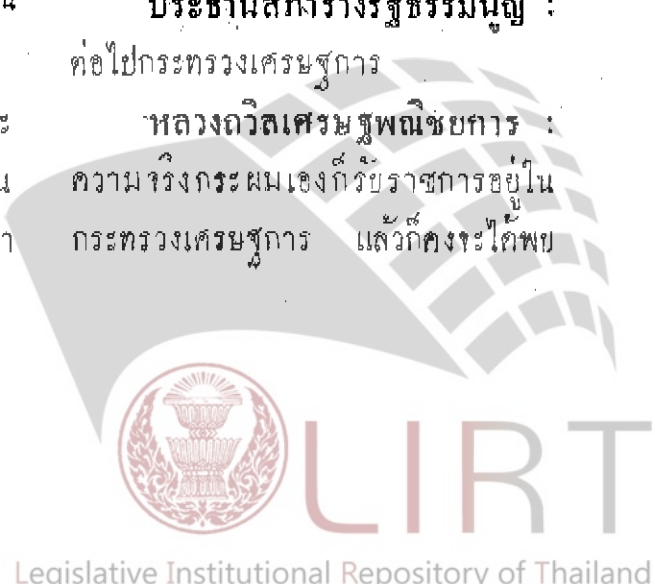 น
ะ
น
า
ประธานสภาร่างรัฐธรรมนูญ :
ต่อไปกระทรวงเศรษฐการ
หลวงถวิลเศรษฐพณิชยการ :
ความจริงกระผมเองก็รับราชการอยู่ใน
กระทรวงเศรษฐการ แล้วก็คงจะได้พย
LIRT
Legislative Institutional Repository of Thailand